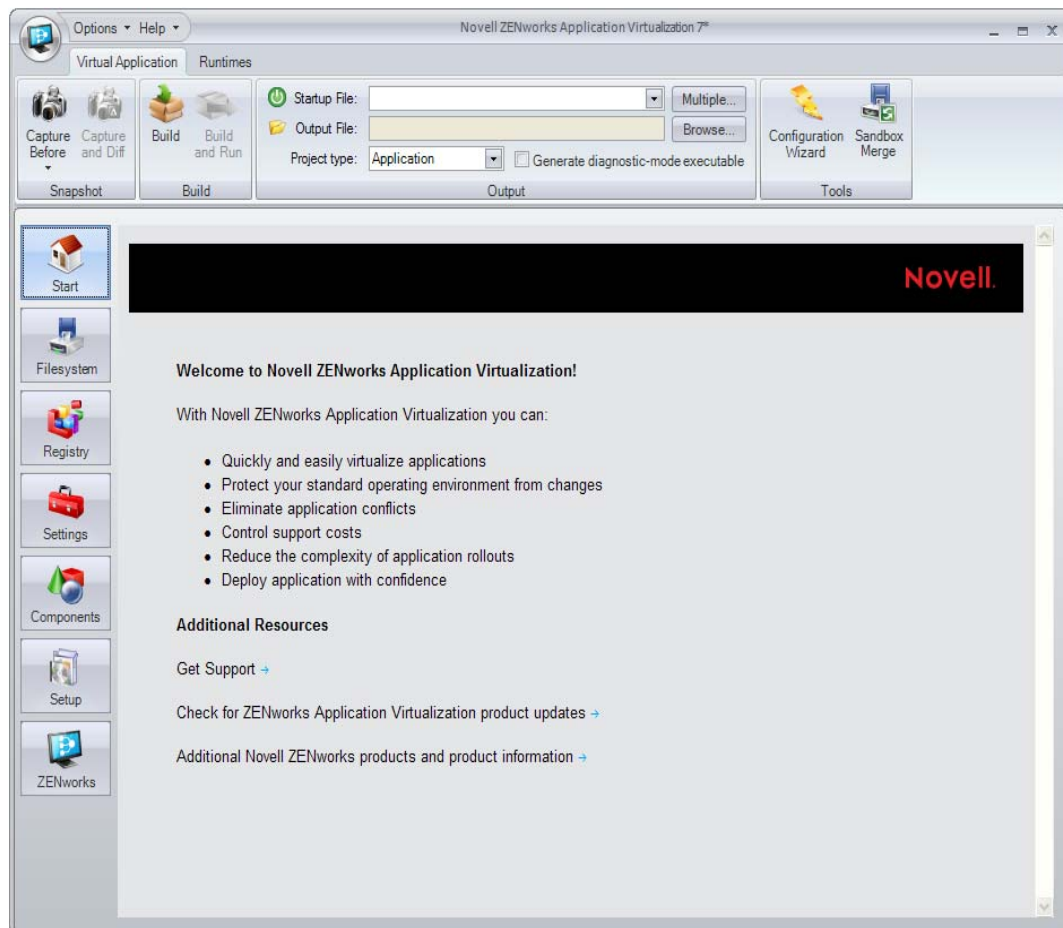 Options Help Novell ZENworks Application Virtualization 7*
Virtual Application Runtimes
Capture Before
Capture and Diff
Snapshot
Build
Build and Run
Build
Startup File: Multiple...
Output File: Browse...
Project type: Application Generate diagnostic-mode executable
Output
Configuration Wizard
Sandbox Merge
Tools
Start
Filesystem
Registry
Settings
Components
Setup
ZENworks
Novell.
Welcome to Novell ZENworks Application Virtualization!
With Novell ZENworks Application Virtualization you can:
• Quickly and easily virtualize applications
• Protect your standard operating environment from changes
• Eliminate application conflicts
• Control support costs
• Reduce the complexity of application rollouts
• Deploy application with confidence
Additional Resources
Get Support →
Check for ZENworks Application Virtualization product updates →
Additional Novell ZENworks products and product information →